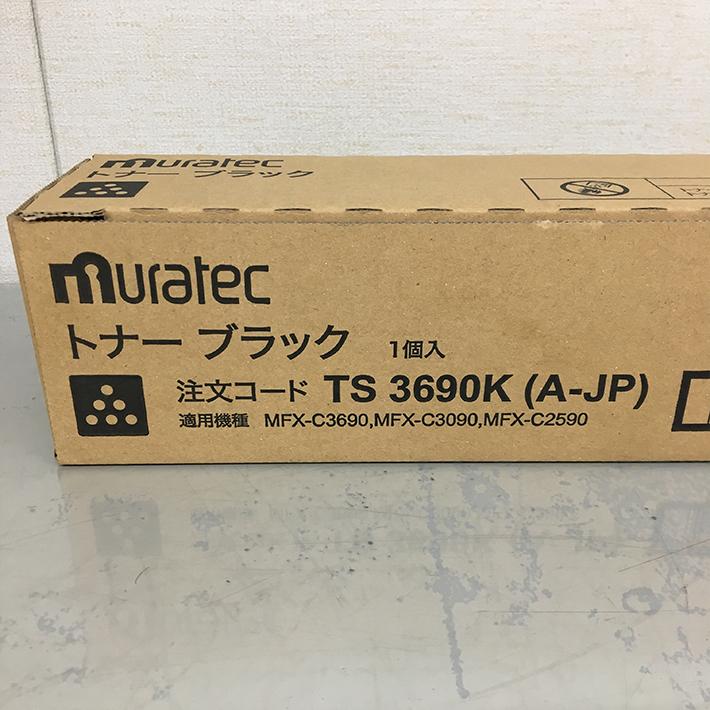 muratec
トナー ブラック
muratec
トナー ブラック 1個入
注文コード TS 3690K (A-JP)
適用機種 MFX-C3690,MFX-C3090,MFX-C2590